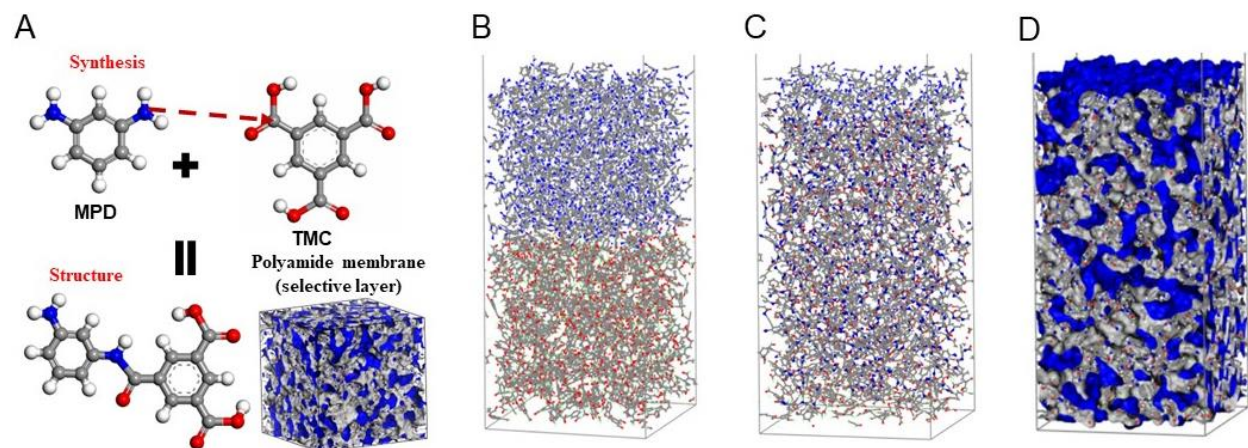 A
Synthesis
MPD
+
TMC
=
Structure
Polyamide membrane
(selective layer)
B
C
D